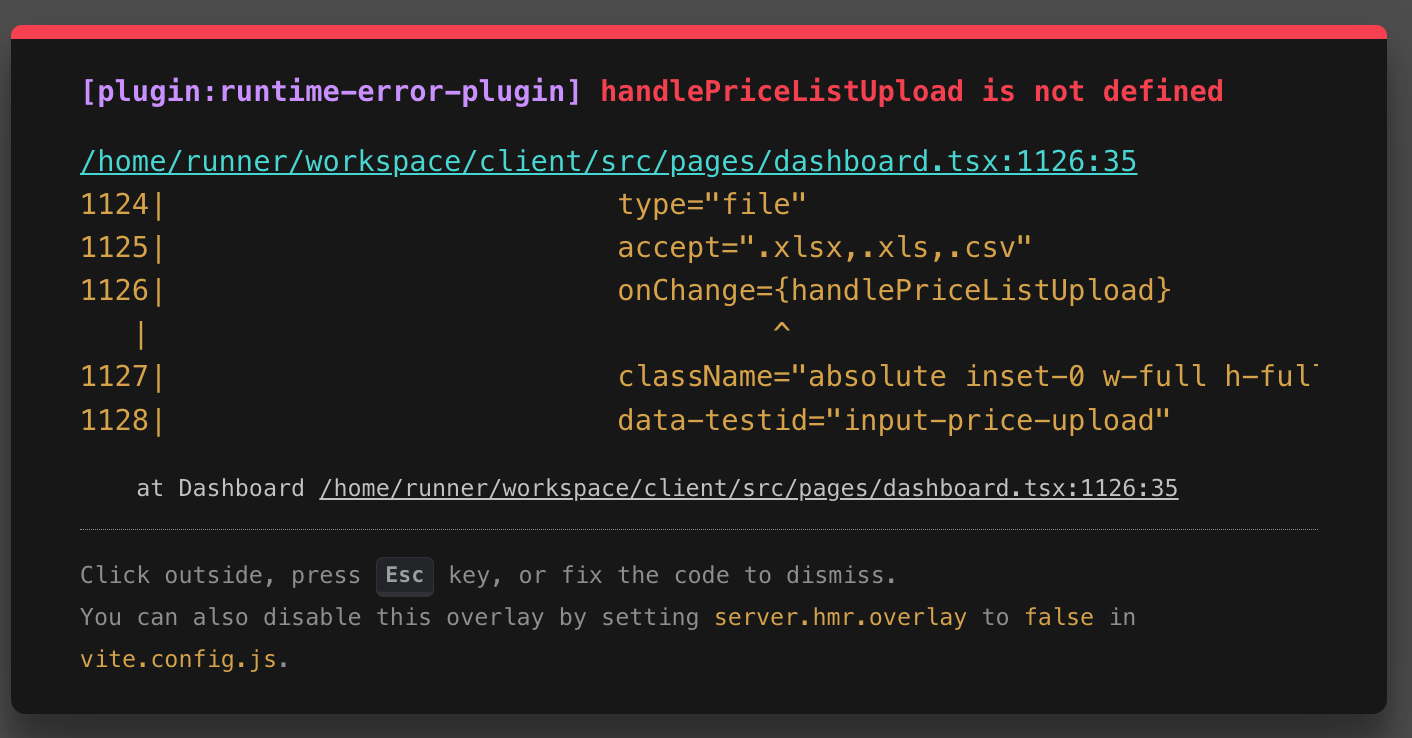 [plugin:runtime-error-plugin] handlePriceListUpload is not defined
/home/runner/workspace/client/src/pages/dashboard.tsx:1126:35
1124|                          type="file"
1125|                          accept=".xlsx,.xls,.csv"
1126|                          onChange={handlePriceListUpload}
   |                                   ^
1127|                          className="absolute inset-0 w-full h-full
1128|                          data-testid="input-price-upload"
at Dashboard /home/runner/workspace/client/src/pages/dashboard.tsx:1126:35
Click outside, press Esc key, or fix the code to dismiss.
You can also disable this overlay by setting server.hmr.overlay to false in
vite.config.js.